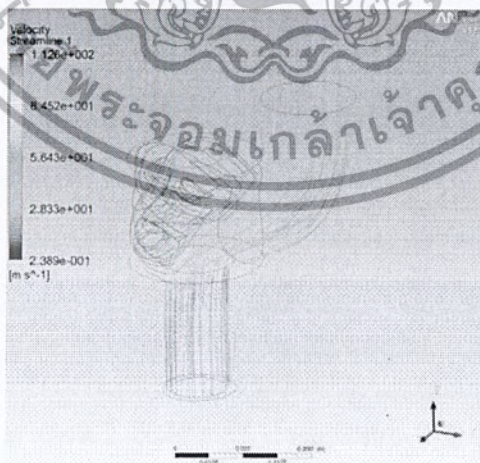 Velocity
Streamline 1
1.126e+002
8.452e+001
5.643e+001
2.833e+001
2.389e-001
[m s^-1]
พระจอมเกล้าเจ้าคุ